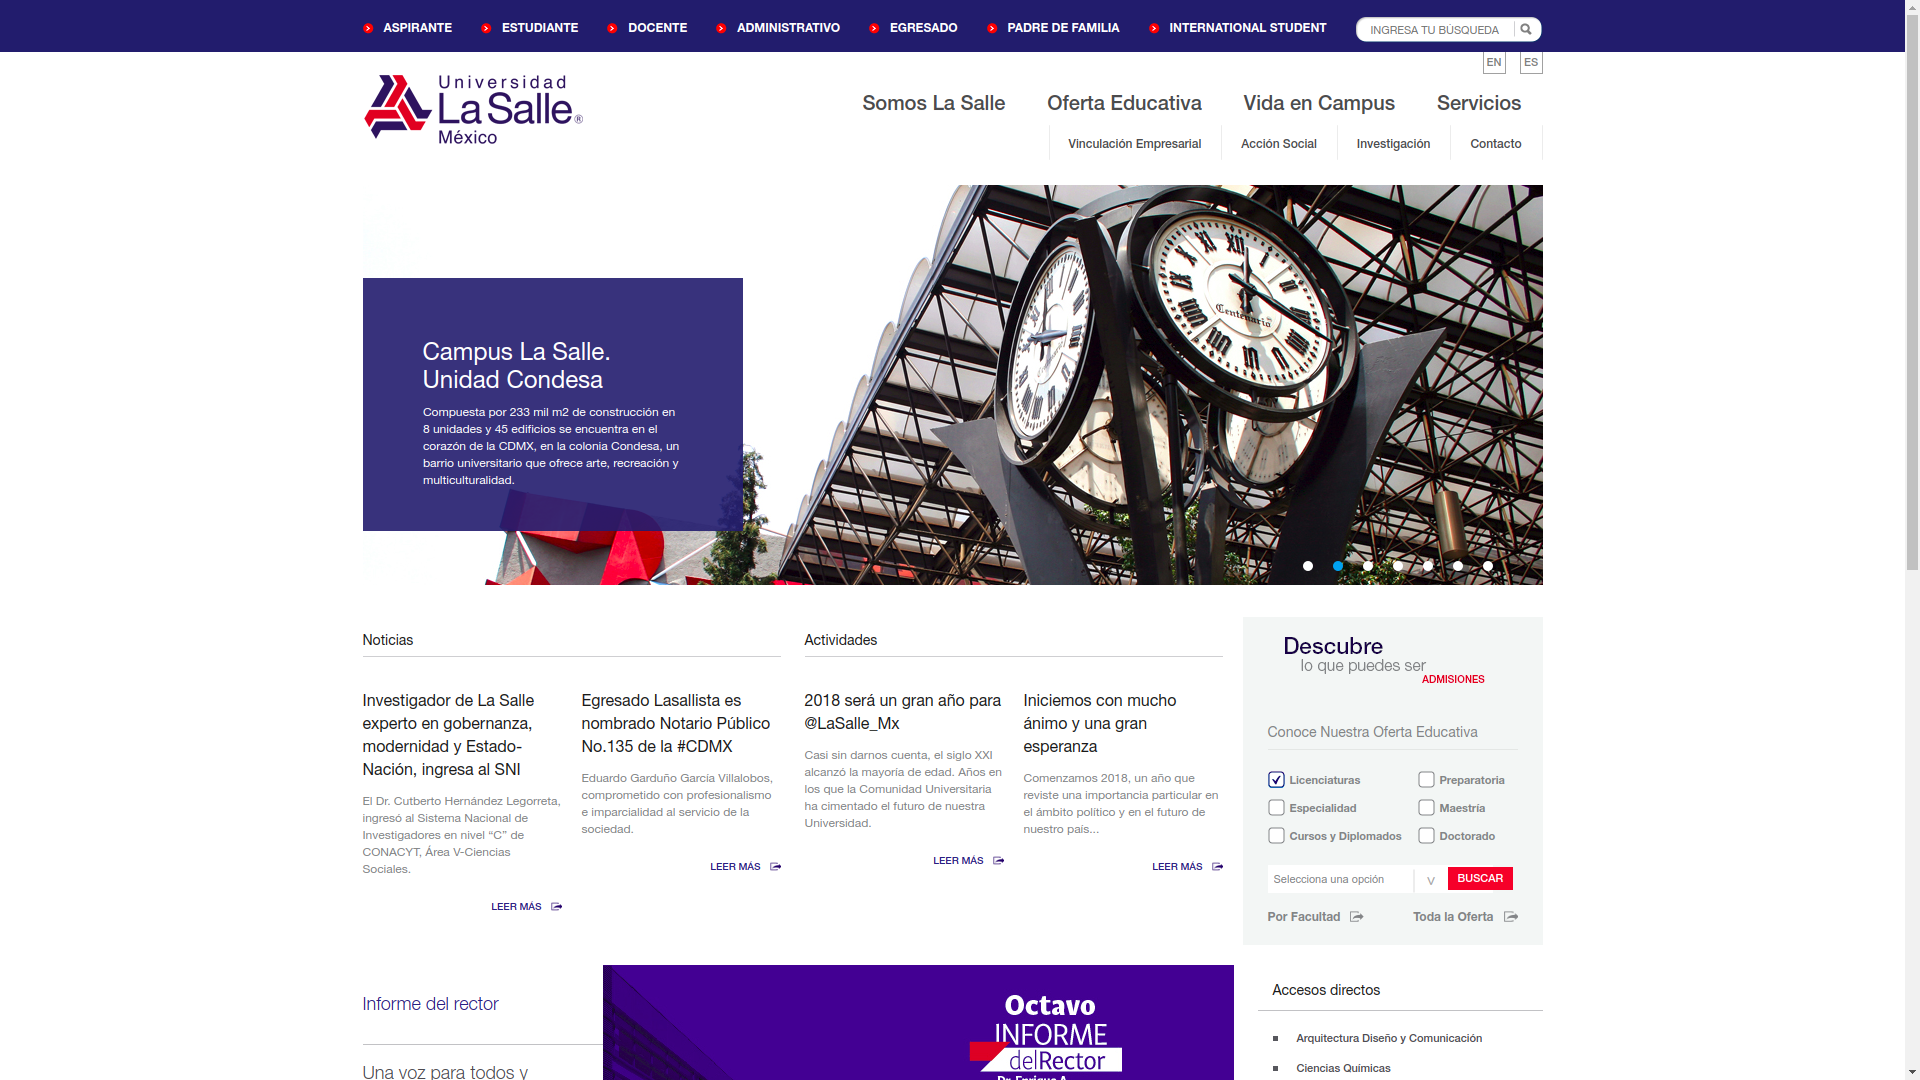 ASPIRANTE
ESTUDIANTE
DOCENTE
ADMINISTRATIVO
EGRESADO
PADRE DE FAMILIA
INTERNATIONAL STUDENT
INGRESA TU BÚSQUEDA
EN
ES
Universidad
La Salle®
México
Somos La Salle
Oferta Educativa
Vida en Campus
Servicios
Vinculación Empresarial
Acción Social
Investigación
Contacto
Campus La Salle.
Unidad Condesa
Compuesta por 233 mil m2 de construcción en
8 unidades y 45 edificios se encuentra en el
corazón de la CDMX, en la colonia Condesa, un
barrio universitario que ofrece arte, recreación y
multiculturalidad.
Centenario
Noticias
Investigador de La Salle
experto en gobernanza,
modernidad y Estado-
Nación, ingresa al SNI
El Dr. Cutberto Hernández Legorreta,
ingresó al Sistema Nacional de
Investigadores en nivel “C” de
CONACYT, Área V-Ciencias
Sociales.
LEER MÁS
Egresado Lasallista es
nombrado Notario Público
No.135 de la #CDMX
Eduardo Garduño García Villalobos,
comprometido con profesionalismo
e imparcialidad al servicio de la
sociedad.
LEER MÁS
Actividades
2018 será un gran año para
@LaSalle_Mx
Casi sin darnos cuenta, el siglo XXI
alcanzó la mayoría de edad. Años en
los que la Comunidad Universitaria
ha cimentado el futuro de nuestra
Universidad.
LEER MÁS
Iniciemos con mucho
ánimo y una gran
esperanza
Comenzamos 2018, un año que
reviste una importancia particular en
el ámbito político y en el futuro de
nuestro país...
LEER MÁS
Descubre
lo que puedes ser
ADMISIONES
Conoce Nuestra Oferta Educativa
Licenciaturas
Preparatoria
Especialidad
Maestría
Cursos y Diplomados
Doctorado
Selecciona una opción
V
BUSCAR
Por Facultad
Toda la Oferta
Informe del rector
Una voz para todos y
Octavo
INFORME
delRector
Dr. Enrique A.
Accesos directos
Arquitectura Diseño y Comunicación
Ciencias Químicas